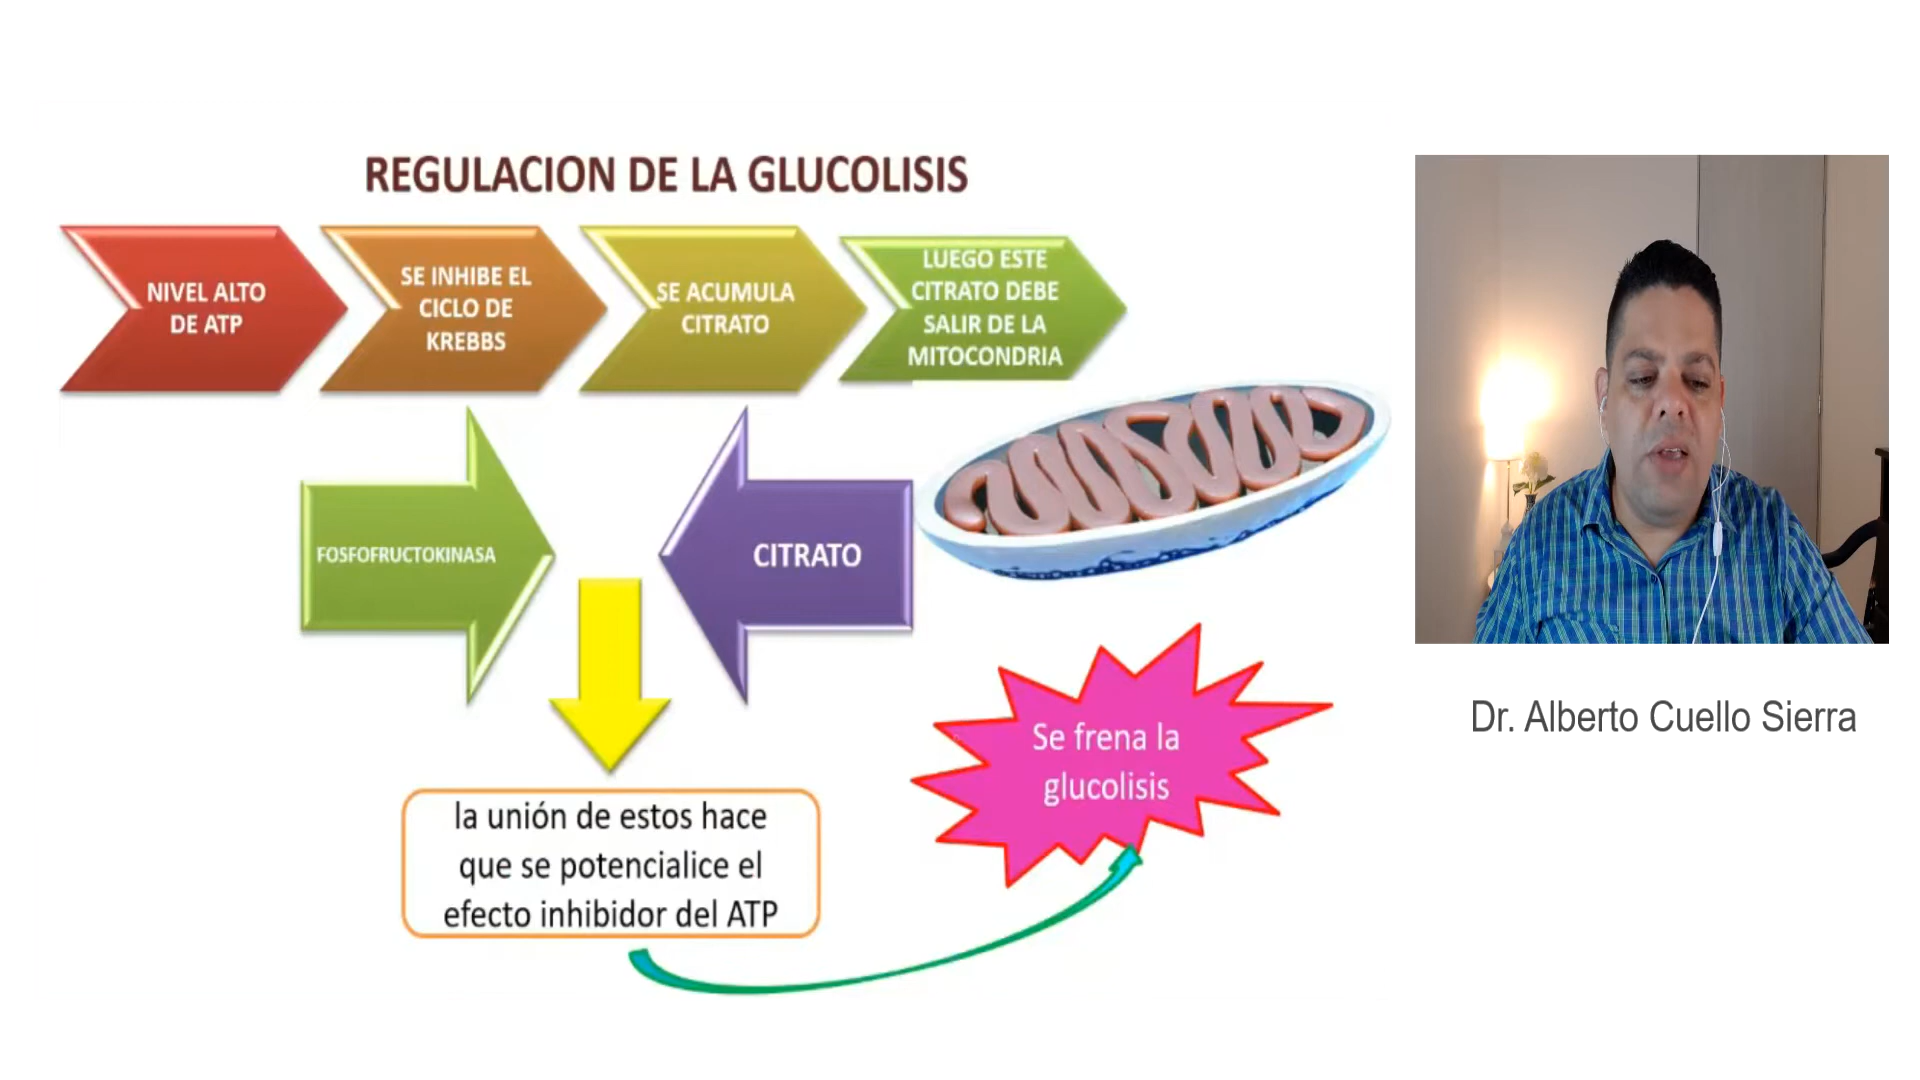 REGULACION DE LA GLUCOLISIS
NIVEL ALTO
DE ATP
SE INHIBE EL
CICLO DE
KREBBS
SE ACUMULA
CITRATO
LUEGO ESTE
CITRATO DEBE
SALIR DE LA
MITOCONDRIA
FOSFOFRUCTOKINASA
CITRATO
la unión de estos hace
que se potencialice el
efecto inhibidor del ATP
Se frena la
glucolisis
Dr. Alberto Cuello Sierra